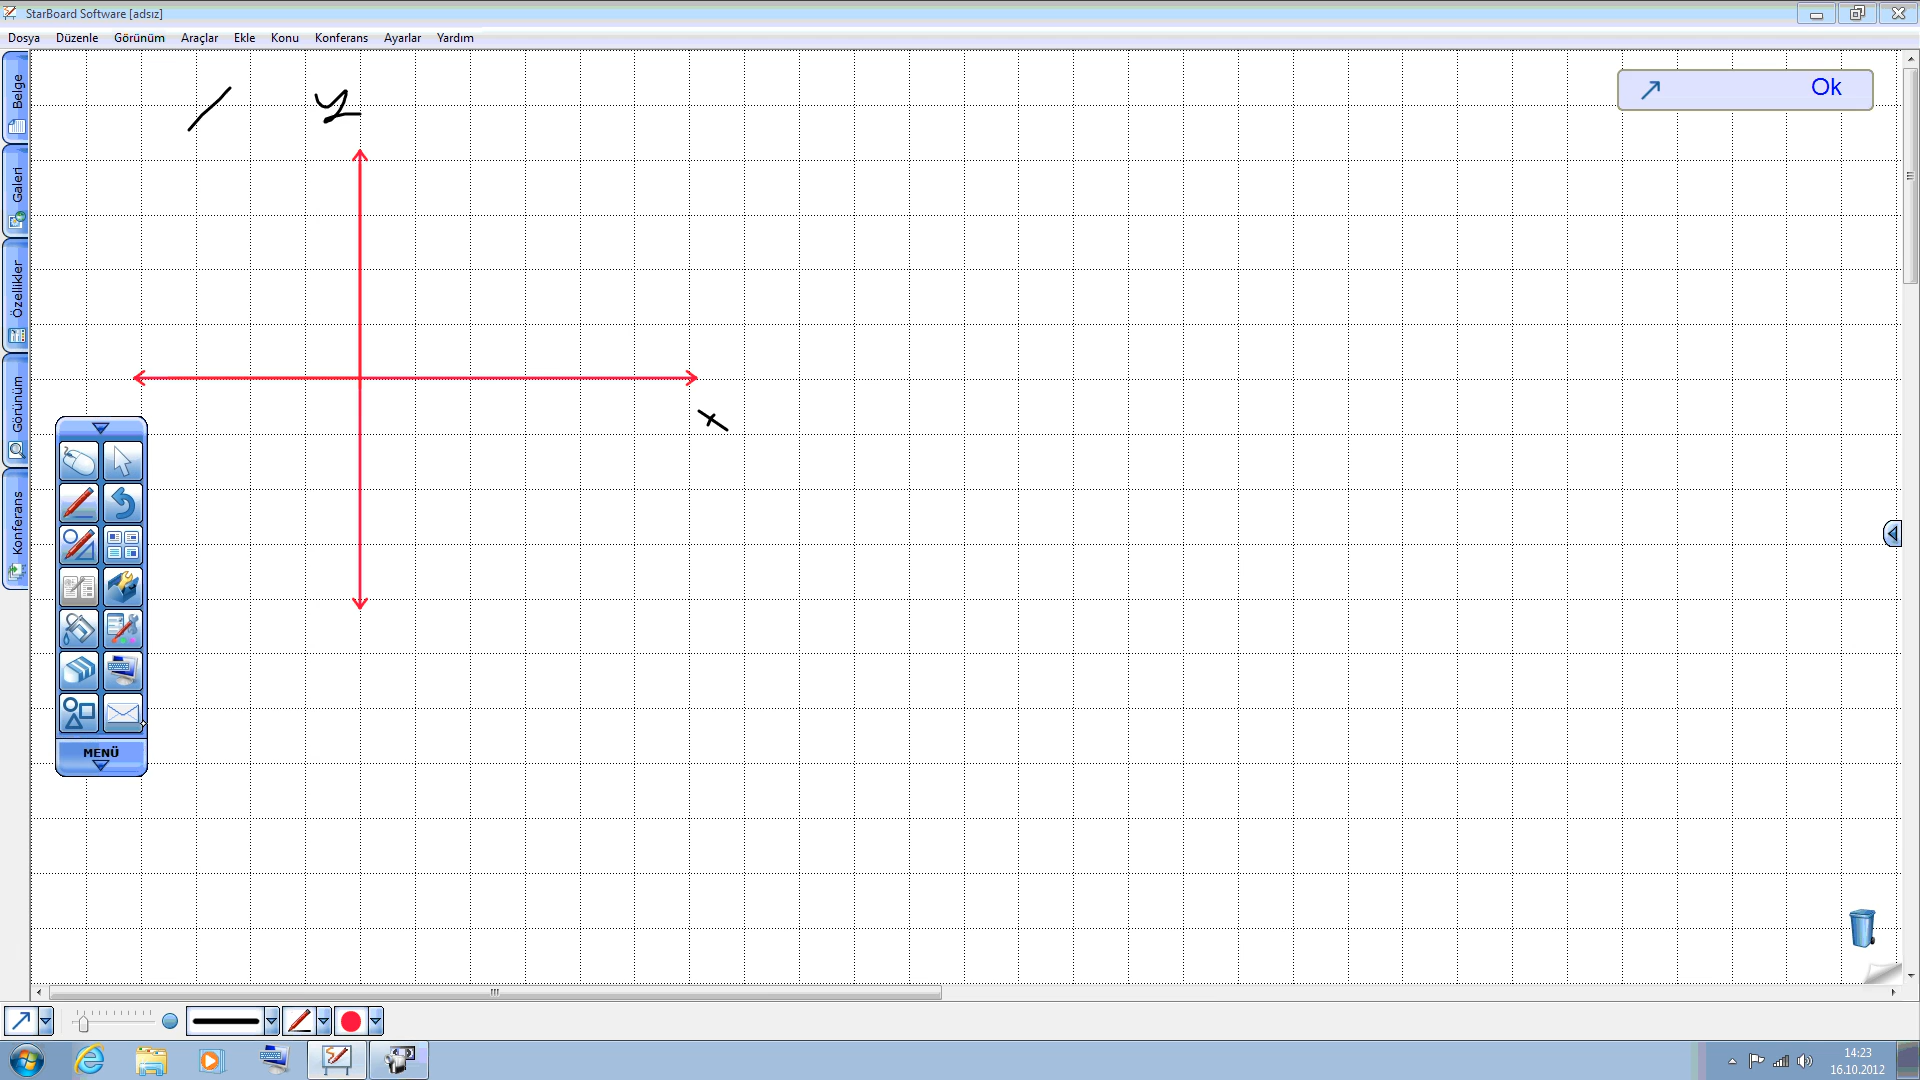 StarBoard Software [adsız]
Dosya Düzenle Görünüm Araçlar Ekle Konu Konferans Ayarlar Yardım
Belge
Galeri
Özellikler
Görünüm
Konferans
Ok
y
x
MENÜ
14:23
16.10.2012